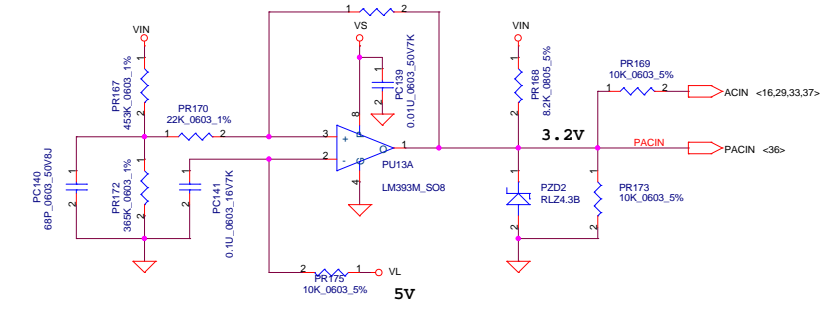 1 2
VIN
VS
VIN
PR167
453K_0603_1%
PR170
22K_0603_1%
1 2
PC139
0.01U_0603_50V7K
PR168
8.2K_0805_5%
PR169
10K_0603_5%
1 2
ACIN <16,29,33,37>
3.2V
PACIN
PACIN <36>
3
2
+
-
O
P
G
8
4
1
PU13A
LM393M_SO8
PC140
68P_0603_50V8J
PR172
365K_0603_1%
PC141
0.1U_0603_16V7K
PZD2
RLZ4.3B
PR173
10K_0603_5%
2 1
PR175
10K_0603_5%
VL
5V